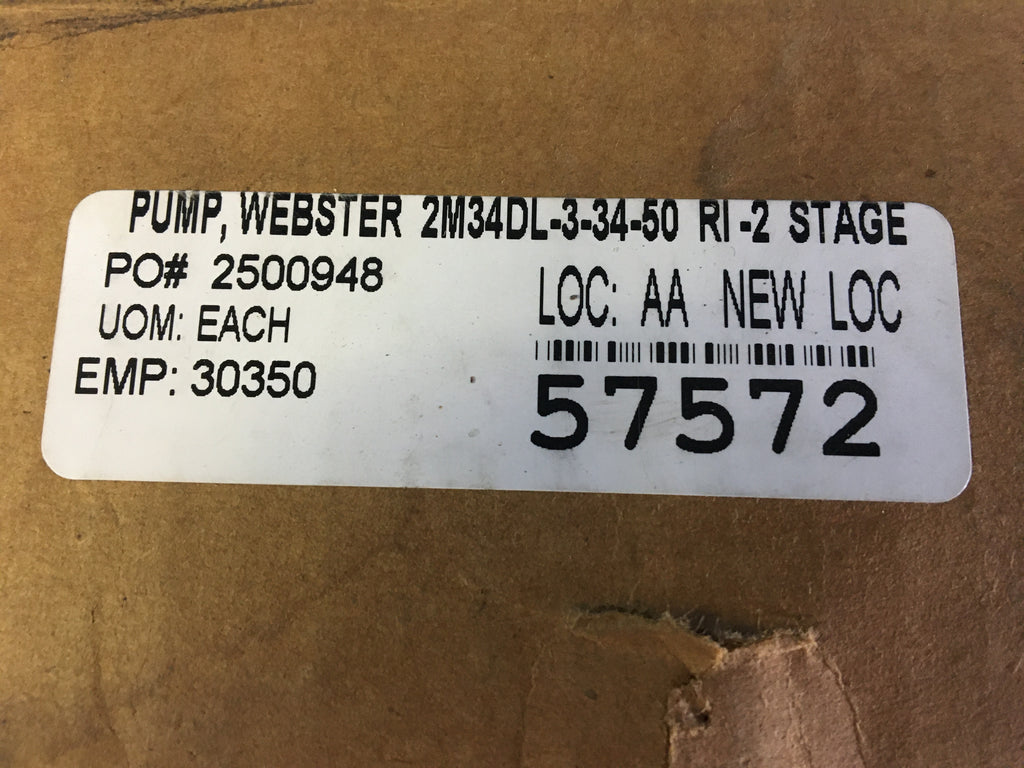 PUMP, WEBSTER 2M34DL-3-34-50 RI-2 STAGE
PO# 2500948
LOC: AA NEW LOC
UOM: EACH
EMP: 30350
57572